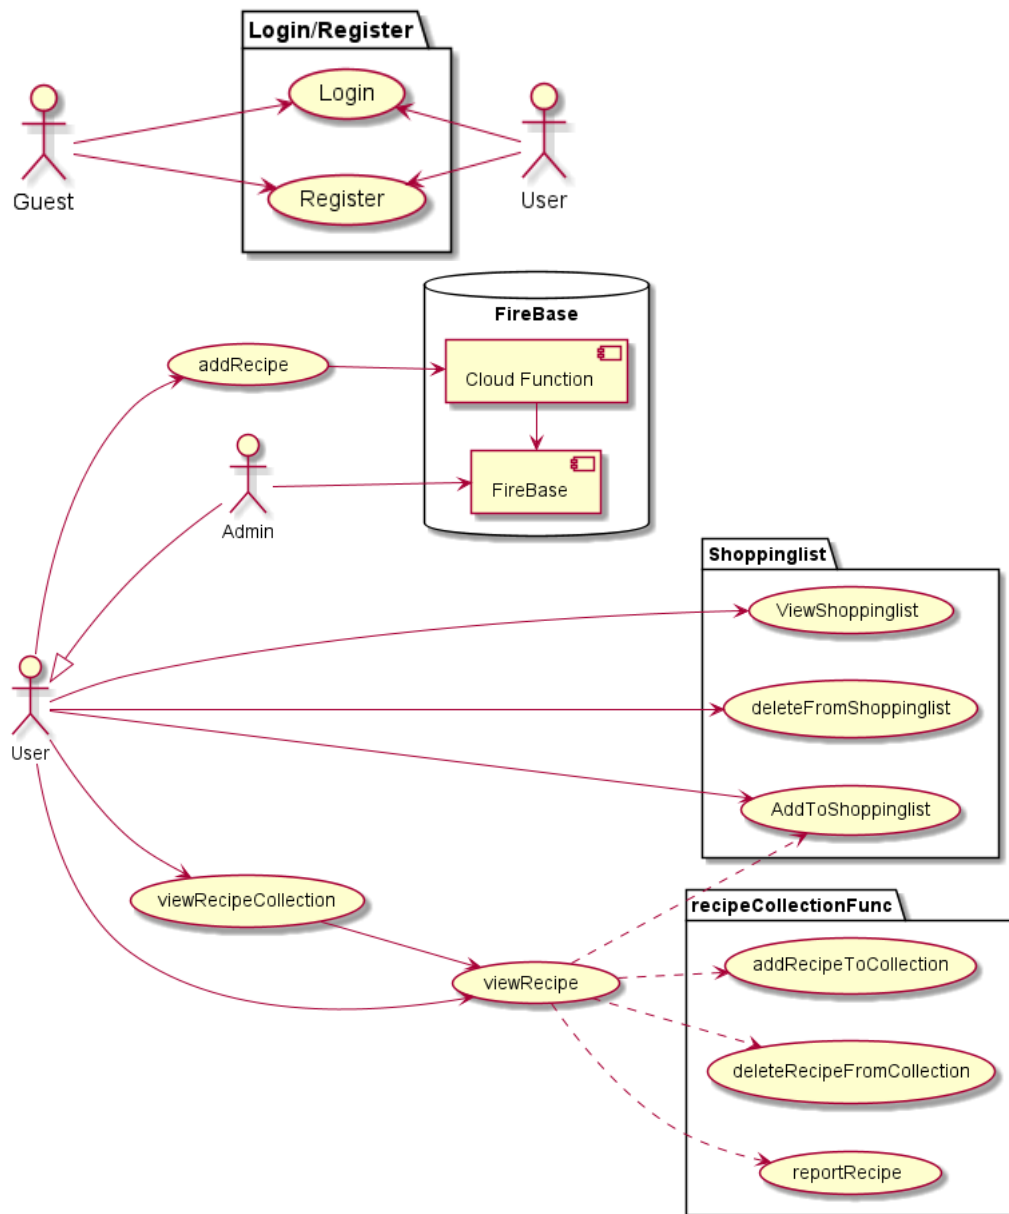 Login/Register
Login
Guest
Register
User
FireBase
addRecipe
Cloud Function
FireBase
Admin
Shoppinglist
ViewShoppinglist
deleteFromShoppinglist
User
AddToShoppinglist
viewRecipeCollection
recipeCollectionFunc
addRecipeToCollection
viewRecipe
deleteRecipeFromCollection
reportRecipe